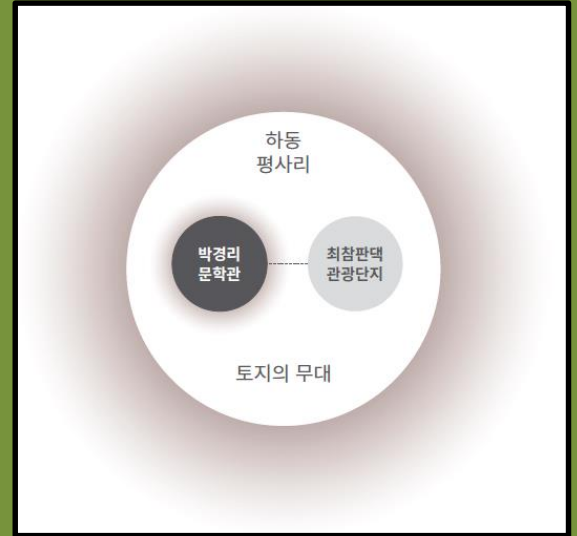 하동
평사리
박경리
문학관
최참판댁
관광단지
토지의 무대